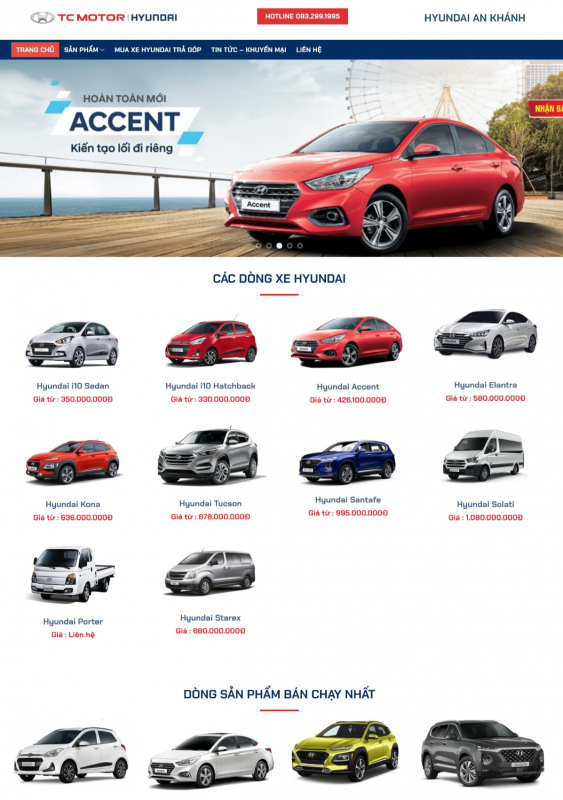 TC MOTOR | HYUNDAI
HOTLINE 093.299.1995
HYUNDAI AN KHÁNH
TRANG CHỦ
SẢN PHẨM
MUA XE HYUNDAI TRẢ GÓP
TIN TỨC – KHUYẾN MẠI
LIÊN HỆ
HOÀN TOÀN MỚI
ACCENT
Kiến tạo lối đi riêng
NHẬN BÁ
Accent
CÁC DÒNG XE HYUNDAI
Hyundai i10 Sedan
Giá từ : 350.000.000Đ
Hyundai i10 Hatchback
Giá từ : 330.000.000Đ
Hyundai Accent
Giá từ : 426.100.000Đ
Hyundai Elantra
Giá từ : 580.000.000Đ
Hyundai Kona
Giá từ : 636.000.000Đ
Hyundai Tucson
Giá từ : 878.000.000Đ
Hyundai Santafe
Giá từ : 995.000.000Đ
Hyundai Solati
Giá : 1.080.000.000Đ
Hyundai Porter
Giá : Liên hệ
Hyundai Starex
Giá : 680.000.000Đ
DÒNG SẢN PHẨM BÁN CHẠY NHẤT